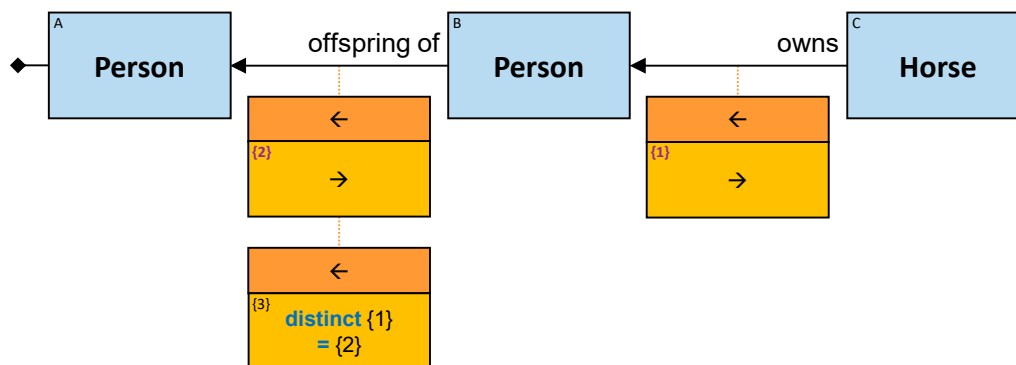 A
Person
offspring of
B
Person
owns
C
Horse
←
{2}
→
←
{1}
→
←
{3}
distinct {1}
= {2}